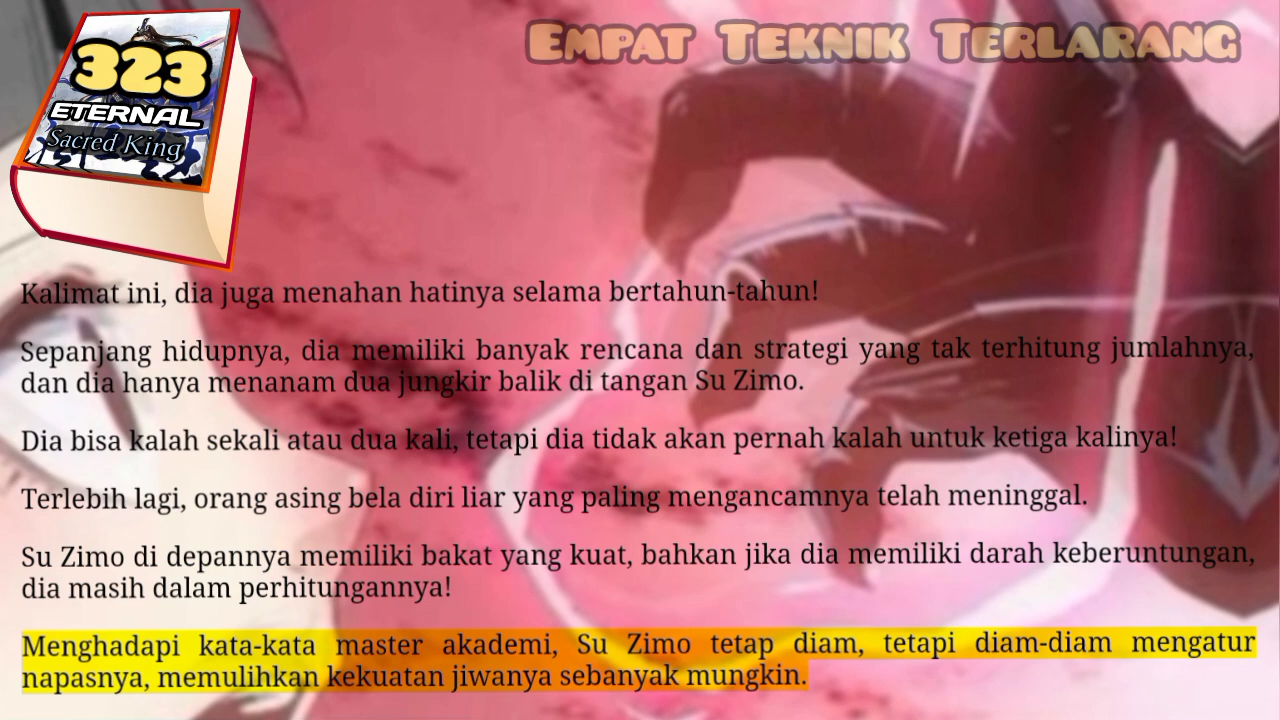 Empat Teknik Terlarang
323
ETERNAL
Sacred King
Kalimat ini, dia juga menahan hatinya selama bertahun-tahun!
Sepanjang hidupnya, dia memiliki banyak rencana dan strategi yang tak terhitung jumlahnya,
dan dia hanya menanam dua jungkir balik di tangan Su Zimo.
Dia bisa kalah sekali atau dua kali, tetapi dia tidak akan pernah kalah untuk ketiga kalinya!
Terlebih lagi, orang asing bela diri liar yang paling mengancamnya telah meninggal.
Su Zimo di depannya memiliki bakat yang kuat, bahkan jika dia memiliki darah keberuntungan,
dia masih dalam perhitungannya!
Menghadapi kata-kata master akademi, Su Zimo tetap diam, tetapi diam-diam mengatur
napasnya, memulihkan kekuatan jiwanya sebanyak mungkin.